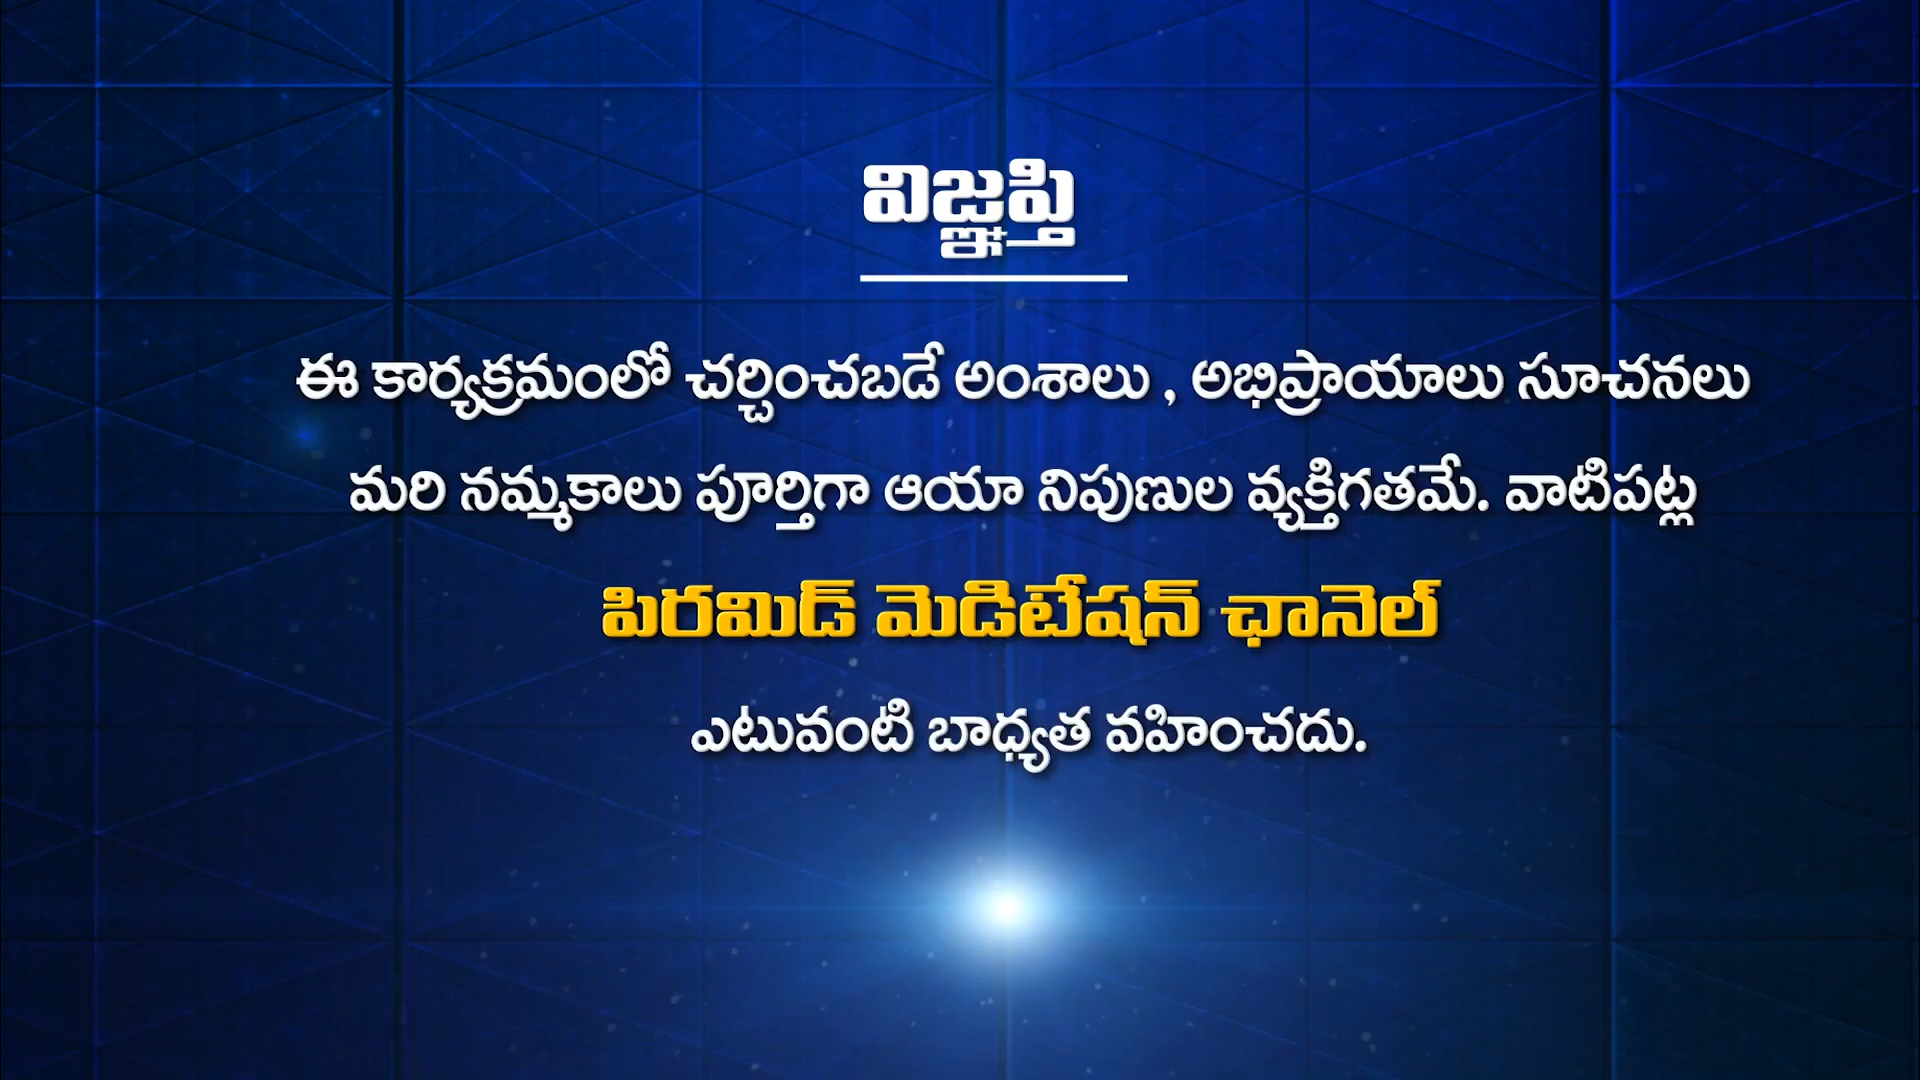 విజ్ఞప్తి
ఈ కార్యక్రమంలో చర్చించబడే అంశాలు , అభిప్రాయాలు సూచనలు
మరి నమ్మకాలు పూర్తిగా ఆయా నిపుణుల వ్యక్తిగతమే. వాటిపట్ల
పిరమిడ్ మెడిటేషన్ ఛానెల్
ఎటువంటి బాధ్యత వహించదు.